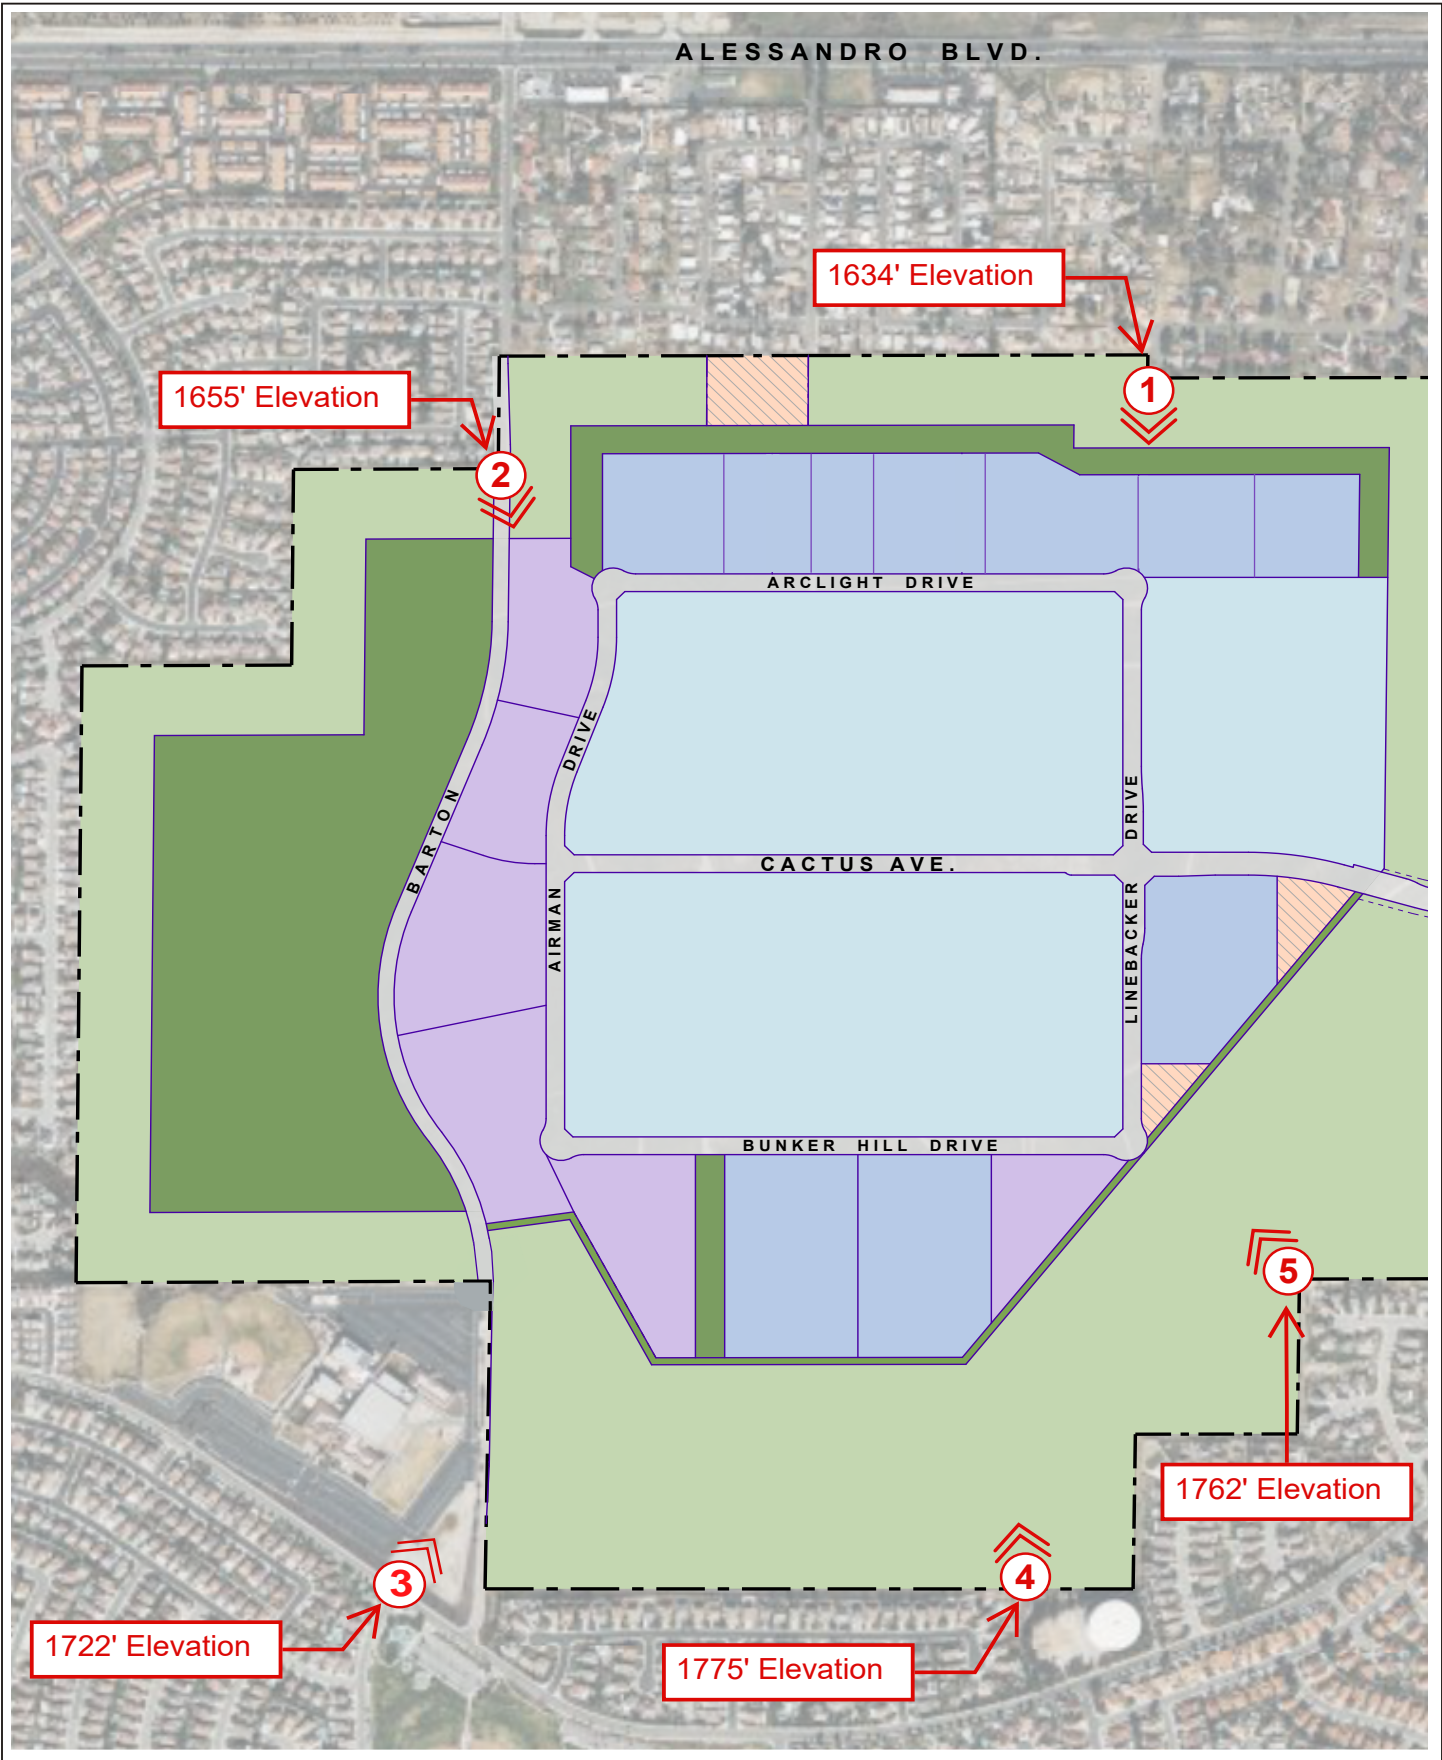 ALESSANDRO BLVD.
1634' Elevation
1
1655' Elevation
2
ARCLIGHT DRIVE
DRIVE
BARTON
DRIVE
CACTUS AVE.
AIRMAN
LINEBACKER
BUNKER HILL DRIVE
5
1762' Elevation
3
4
1722' Elevation
1775' Elevation